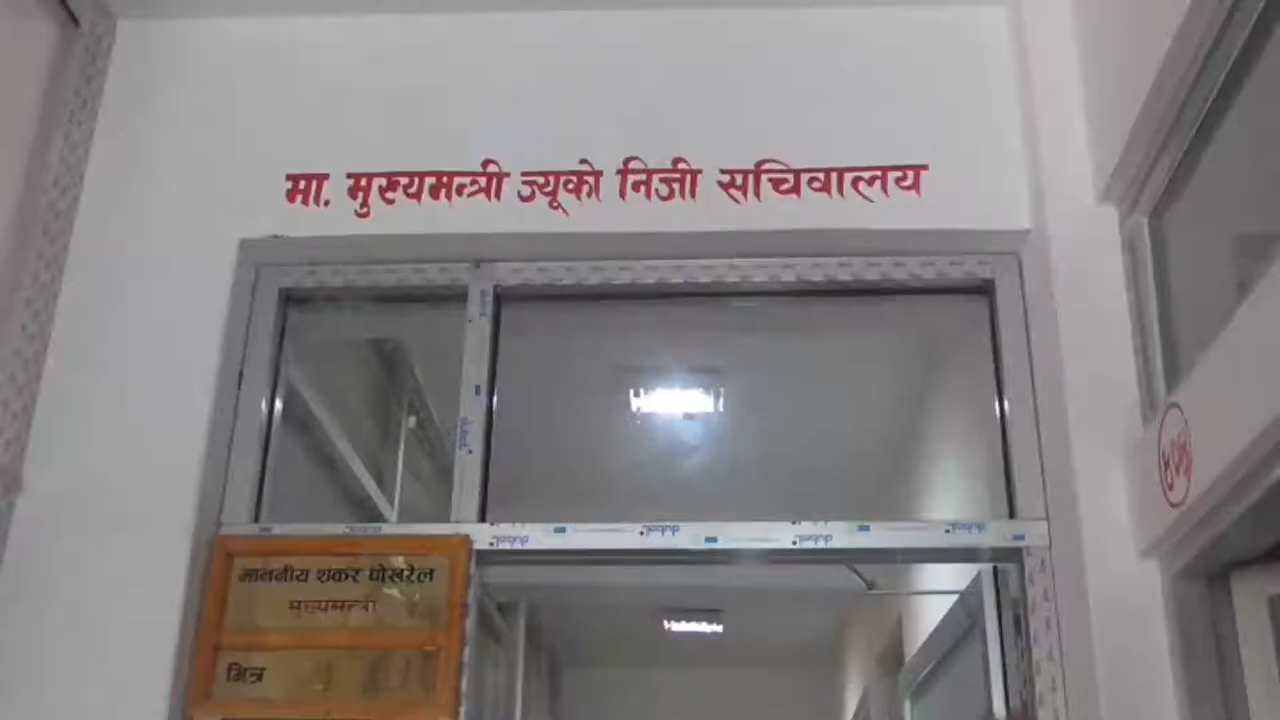 मा. मुख्यमन्त्री ज्यूको निजी सचिवालय
माननीय शंकर पोखरेल
मुख्यमन्त्री
भित्र